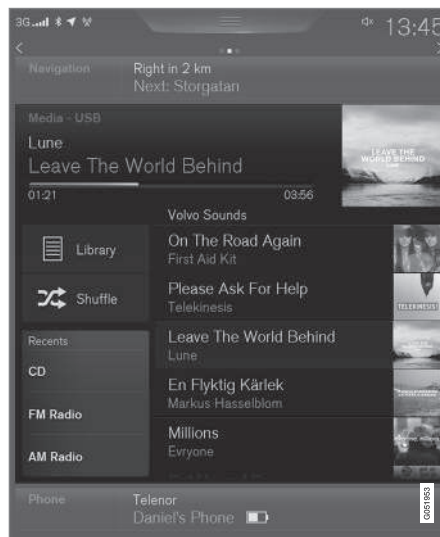 3G
13:45
Navigation
Right in 2 km
Next: Storgatan
Media - USB
Lune
Leave The World Behind
01:21
03:56
LEAVE THE
WORLD BEHIND
LUNE
Volvo Sounds
Library
Shuffle
On The Road Again
First Aid Kit
Please Ask For Help
Telekinesis
TELEKINESIS!
Leave The World Behind
Lune
Recents
CD
FM Radio
AM Radio
En Flyktig Kärlek
Markus Hasselblom
Millions
Evryone
Phone
Telenor
Daniel's Phone
G051953